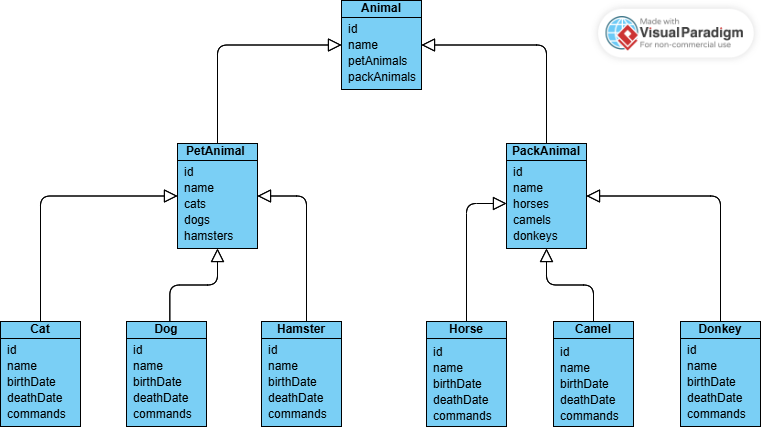 Animal
id
name
petAnimals
packAnimals
Made with
VisualParadigm
For non-commercial use
PetAnimal
id
name
cats
dogs
hamsters
PackAnimal
id
name
horses
camels
donkeys
Cat
id
name
birthDate
deathDate
commands
Dog
id
name
birthDate
deathDate
commands
Hamster
id
name
birthDate
deathDate
commands
Horse
id
name
birthDate
deathDate
commands
Camel
id
name
birthDate
deathDate
commands
Donkey
id
name
birthDate
deathDate
commands